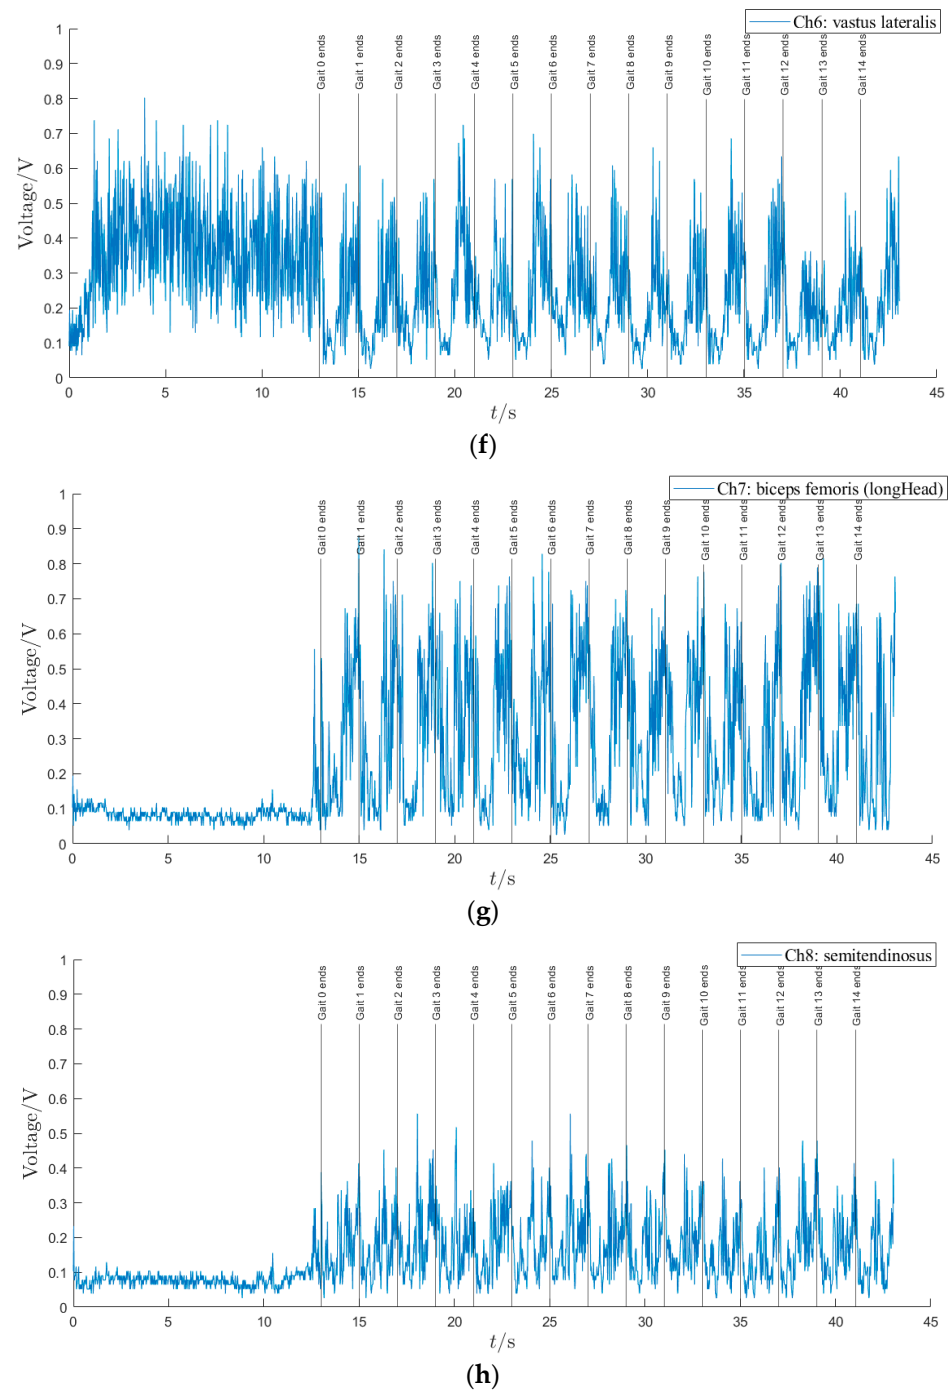 Ch6: vastus lateralis
Gait 0 ends
Gait 1 ends
Gait 2 ends
Gait 3 ends
Gait 4 ends
Gait 5 ends
Gait 6 ends
Gait 7 ends
Gait 8 ends
Gait 9 ends
Gait 10 ends
Gait 11 ends
Gait 12 ends
Gait 13 ends
Gait 14 ends
Voltage/V
1
0.9
0.8
0.7
0.6
0.5
0.4
0.3
0.2
0.1
0
0 5 10 15 20 25 30 35 40 45
t/s
(f)
Ch7: biceps femoris (longHead)
Gait 0 ends
Gait 1 ends
Gait 2 ends
Gait 3 ends
Gait 4 ends
Gait 5 ends
Gait 6 ends
Gait 7 ends
Gait 8 ends
Gait 9 ends
Gait 10 ends
Gait 11 ends
Gait 12 ends
Gait 13 ends
Gait 14 ends
Voltage/V
1
0.9
0.8
0.7
0.6
0.5
0.4
0.3
0.2
0.1
0
0 5 10 15 20 25 30 35 40 45
t/s
(g)
Ch8: semitendinosus
Gait 0 ends
Gait 1 ends
Gait 2 ends
Gait 3 ends
Gait 4 ends
Gait 5 ends
Gait 6 ends
Gait 7 ends
Gait 8 ends
Gait 9 ends
Gait 10 ends
Gait 11 ends
Gait 12 ends
Gait 13 ends
Gait 14 ends
Voltage/V
1
0.9
0.8
0.7
0.6
0.5
0.4
0.3
0.2
0.1
0
0 5 10 15 20 25 30 35 40 45
t/s
(h)